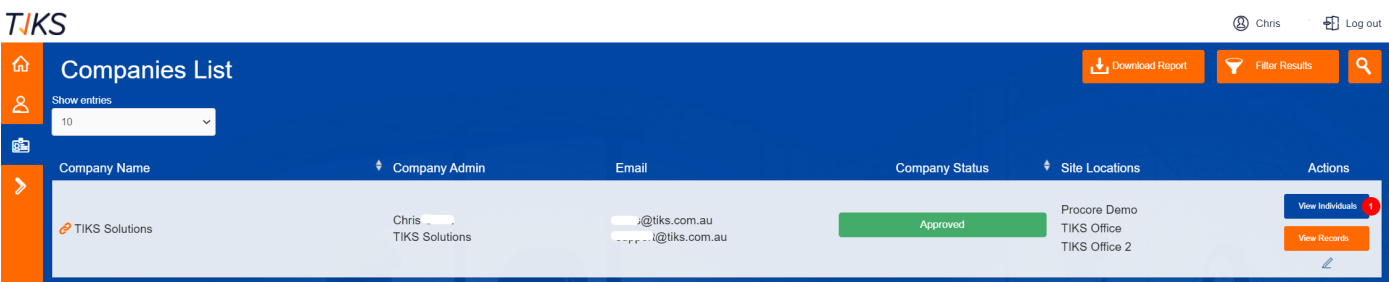 TIKS
Chris
Log out
Companies List
Download Report
Filter Results
Show entries
10
Company Name
Company Admin
Email
Company Status
Site Locations
Actions
TIKS Solutions
Chris
TIKS Solutions
@tiks.com.au
@tiks.com.au
Approved
Procore Demo
TIKS Office
TIKS Office 2
View Individuals 1
View Records